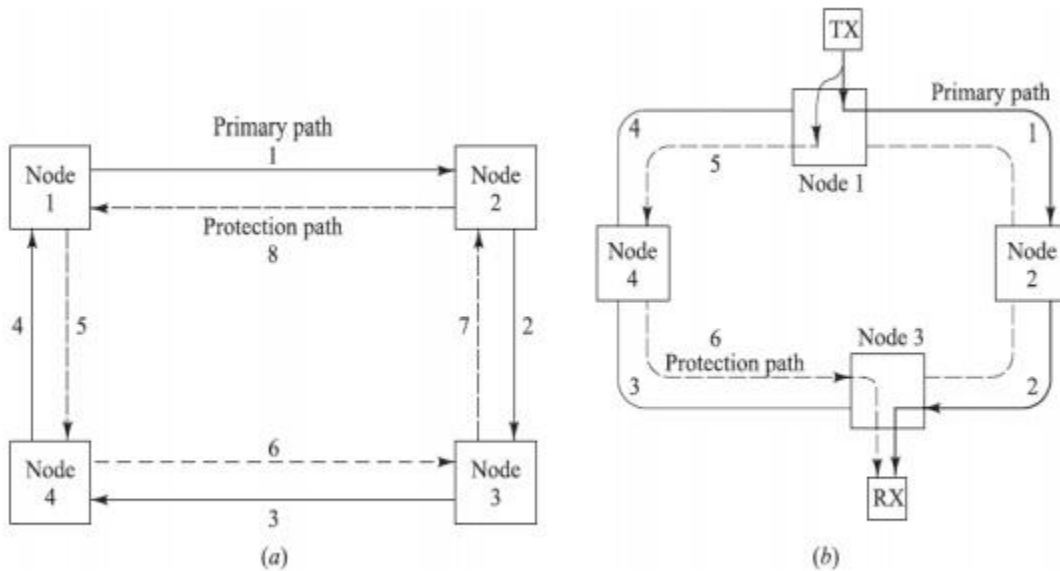 Primary path
1
Node
1
Node
2
Protection path
8
4
5
7
2
Node
4
6
Node
3
3
(a)
TX
Primary path
4
1
5
Node 1
Node
4
Node
2
6
Node 3
Protection path
3
2
RX
(b)